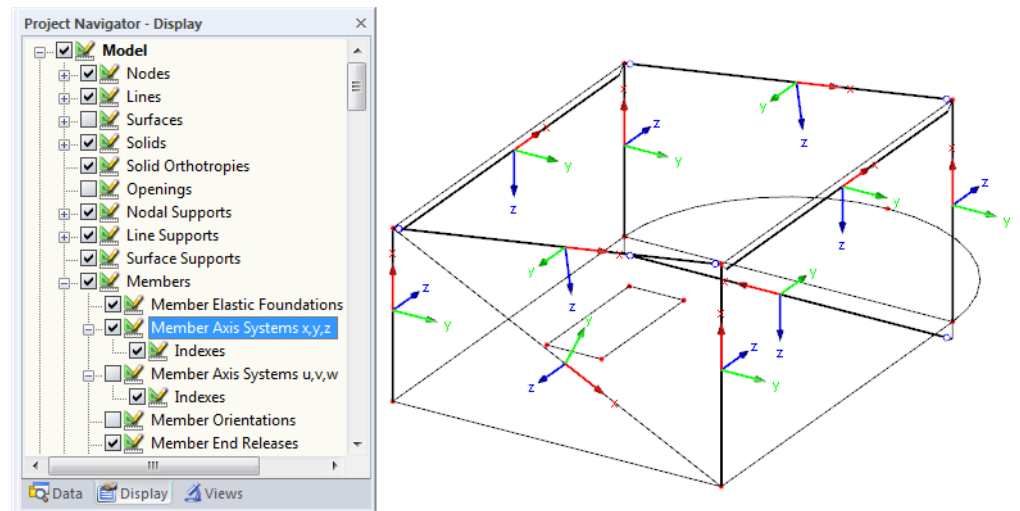 Project Navigator - Display
Model
Nodes
Lines
Surfaces
Solids
Solid Orthotropies
Openings
Nodal Supports
Line Supports
Surface Supports
Members
Member Elastic Foundations
Member Axis Systems x,y,z
Indexes
Member Axis Systems u,v,w
Indexes
Member Orientations
Member End Releases
Data Display Views
x
y
z
x
z
y
x
y
z
x
z
y
x
y
z
x
z
y
x
y
z
x
y
z
x
z
y
y
z
x